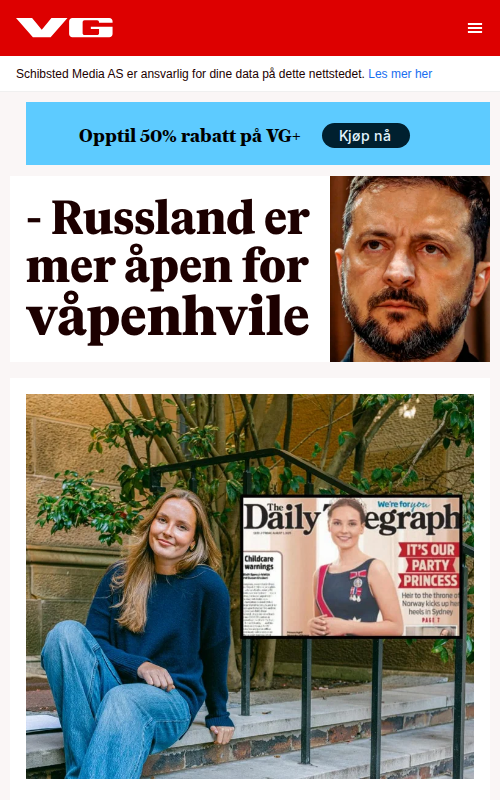 VG
Schibsted Media AS er ansvarlig for dine data på dette nettstedet. Les mer her
Opptil 50% rabatt på VG+
Kjøp nå
- Russland er
mer åpen for
våpenhvile
We're for you
The
Daily Telegraph
Childcare
warnings
IT'S OUR
PARTY
PRINCESS
Heir to the throne of
Norway kicks up her
heels in Sydney
PAGE 7